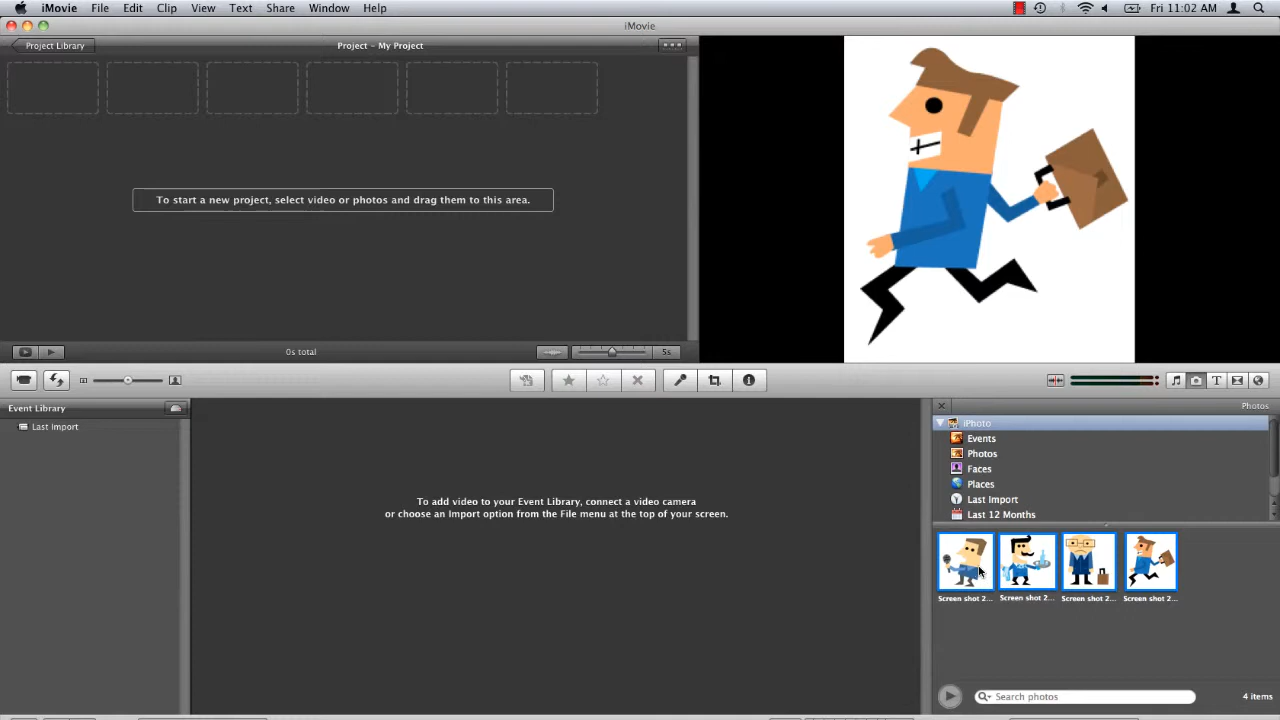 iMovie File Edit Clip View Text Share Window Help Fri 11:02 AM
iMovie
Project Library Project - My Project
To start a new project, select video or photos and drag them to this area.
0s total 5s
Event Library
Last Import
To add video to your Event Library, connect a video camera
or choose an Import option from the File menu at the top of your screen.
Photos
iPhoto
Events
Photos
Faces
Places
Last Import
Last 12 Months
Screen shot 2... Screen shot 2... Screen shot 2... Screen shot 2...
Search photos 4 items